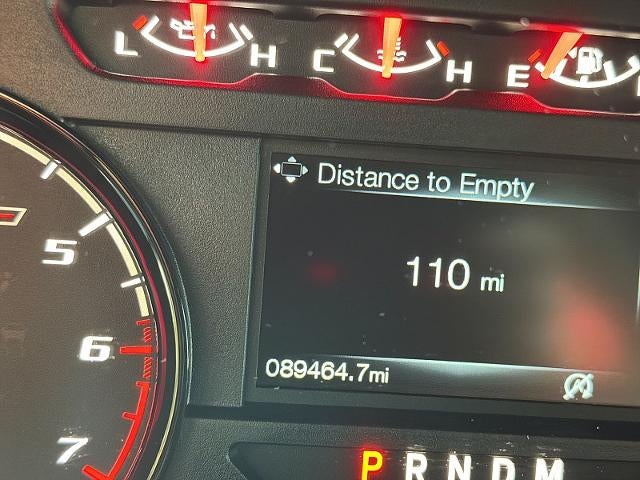 L H C H E
Distance to Empty
110 mi
5
089464.7mi
6
7
P R N D M